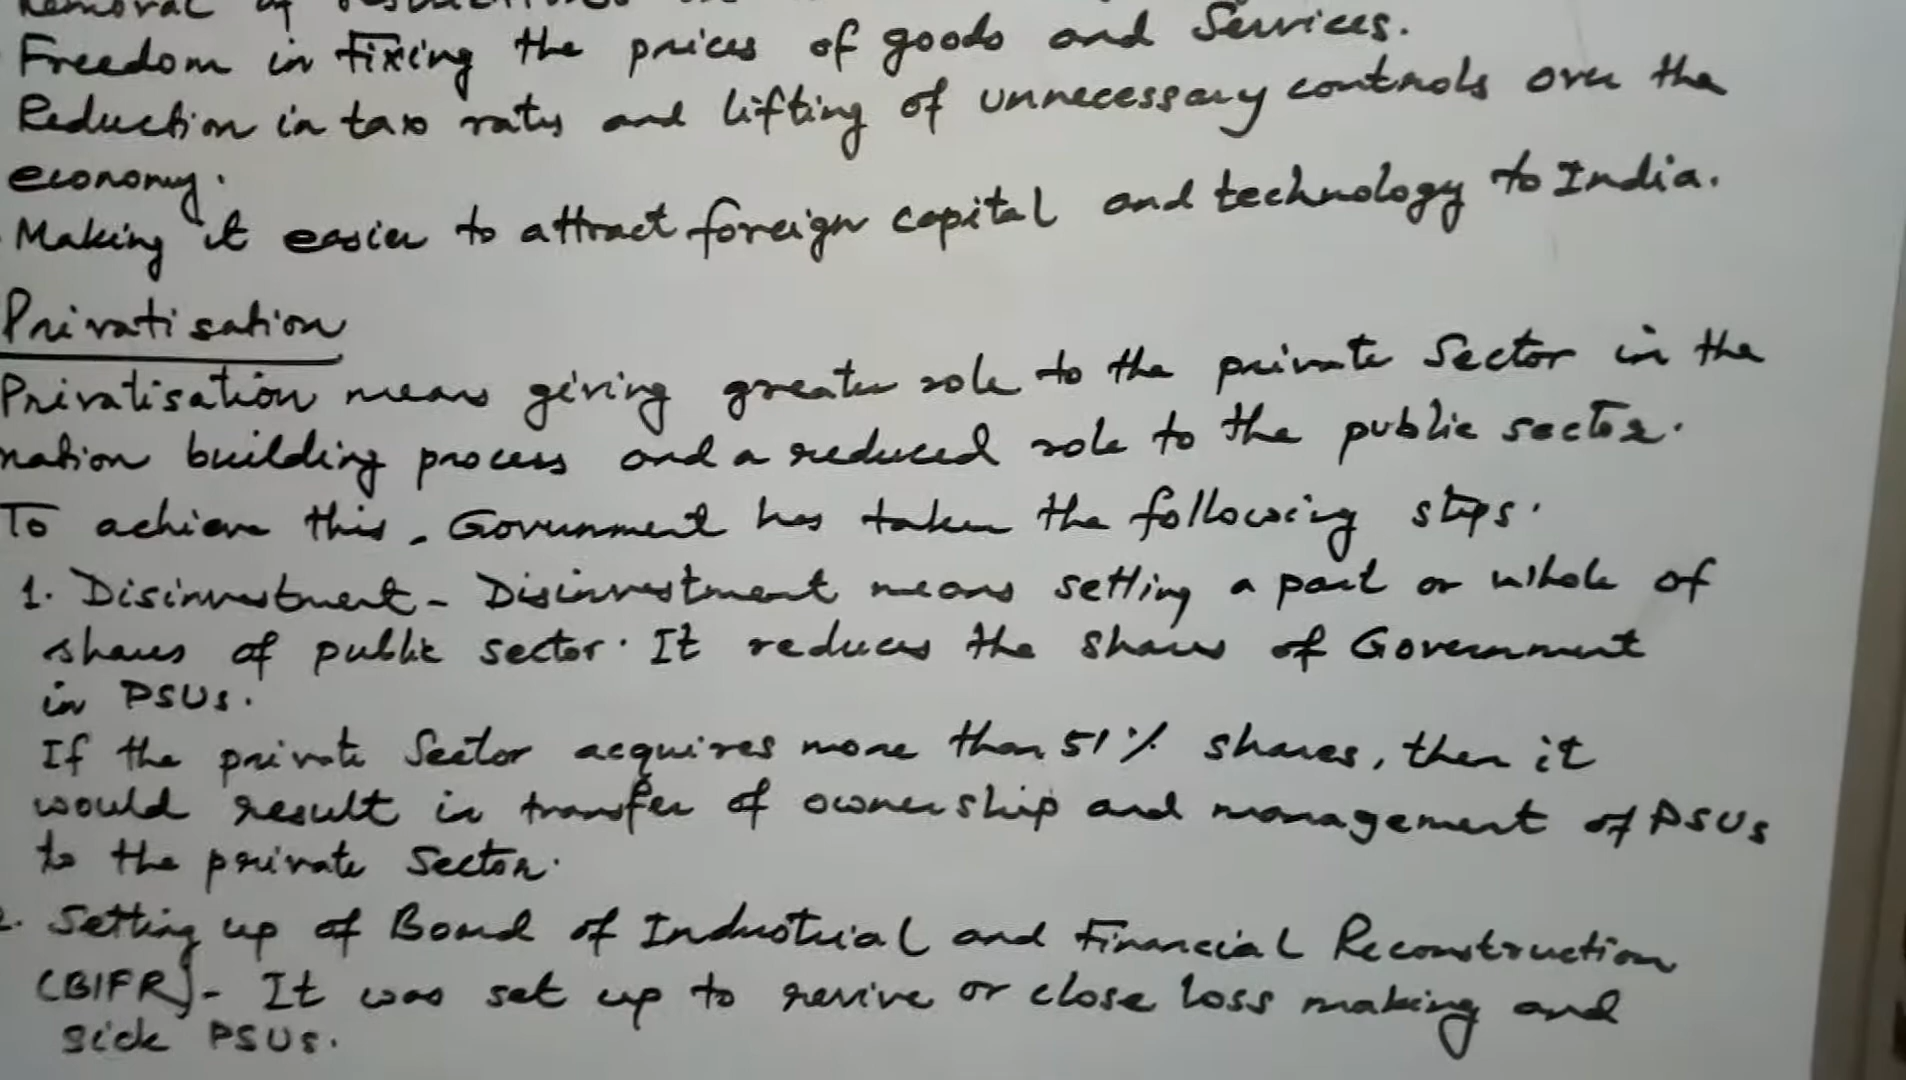 Removal of
Freedom in fixing the prices of goods and Services.
Reduction in tax rates and lifting of unnecessary controls over the
economy.
Making it easier to attract foreign capital and technology to India.
Privatisation
Privatisation means giving greater role to the private Sector in the
nation building process and a reduced role to the public sector.
To achieve this, Government has taken the following steps.
1. Disinvestment - Disinvestment means selling a part or whole of
shares of public sector. It reduces the shares of Government
in PSUs.
If the private Sector acquires more than 51% shares, then it
would result in transfer of ownership and management of PSUs
to the private Sector.
2. Setting up of Board of Industrial and Financial Reconstruction
(BIFR) - It was set up to revive or close loss making and
sick PSUs.